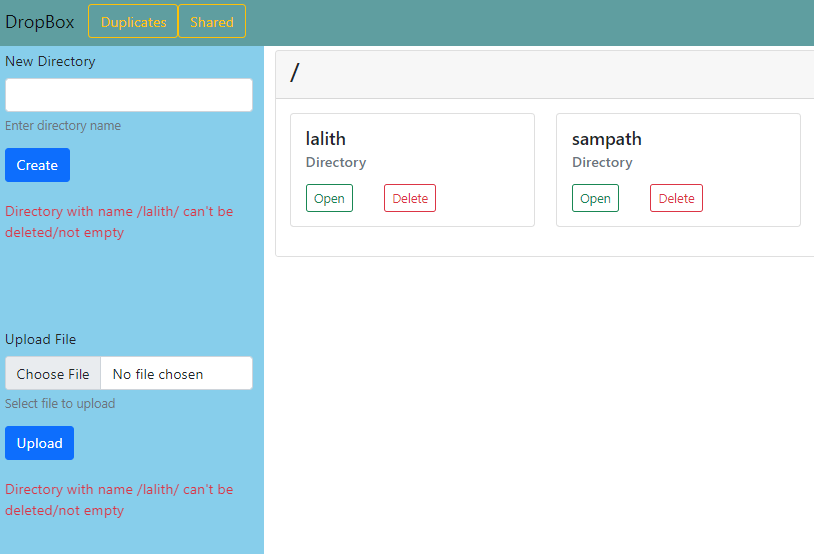 DropBox Duplicates Shared
New Directory
Enter directory name
Create
Directory with name /lalith/ can't be
deleted/not empty
Upload File
Choose File No file chosen
Select file to upload
Upload
Directory with name /lalith/ can't be
deleted/not empty
/
lalith
Directory
Open Delete
sampath
Directory
Open Delete